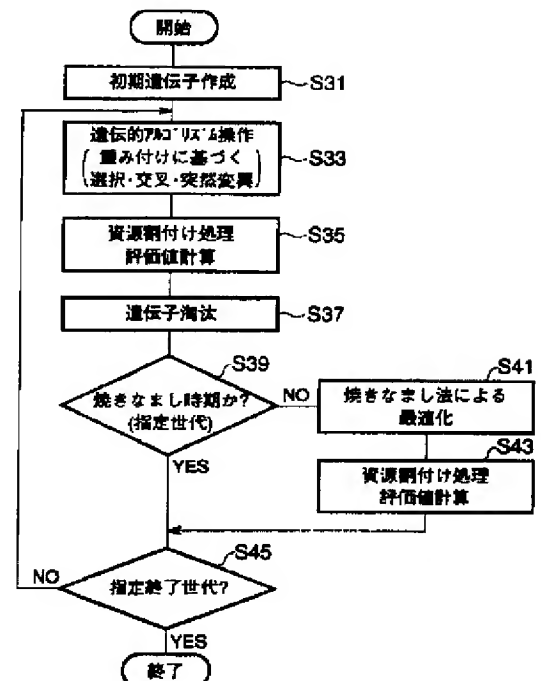 開始
初期遺伝子作成
S31
遺伝的アルゴリズム操作
(重み付けに基づく
選択・交叉・突然変異)
S33
資源割付け処理
評価値計算
S35
遺伝子淘汰
S37
S39
焼きなまし時期か?
(指定世代)
NO
YES
S41
焼きなまし法による
最適化
S43
資源割付け処理
評価値計算
S45
指定終了世代?
NO
YES
終了